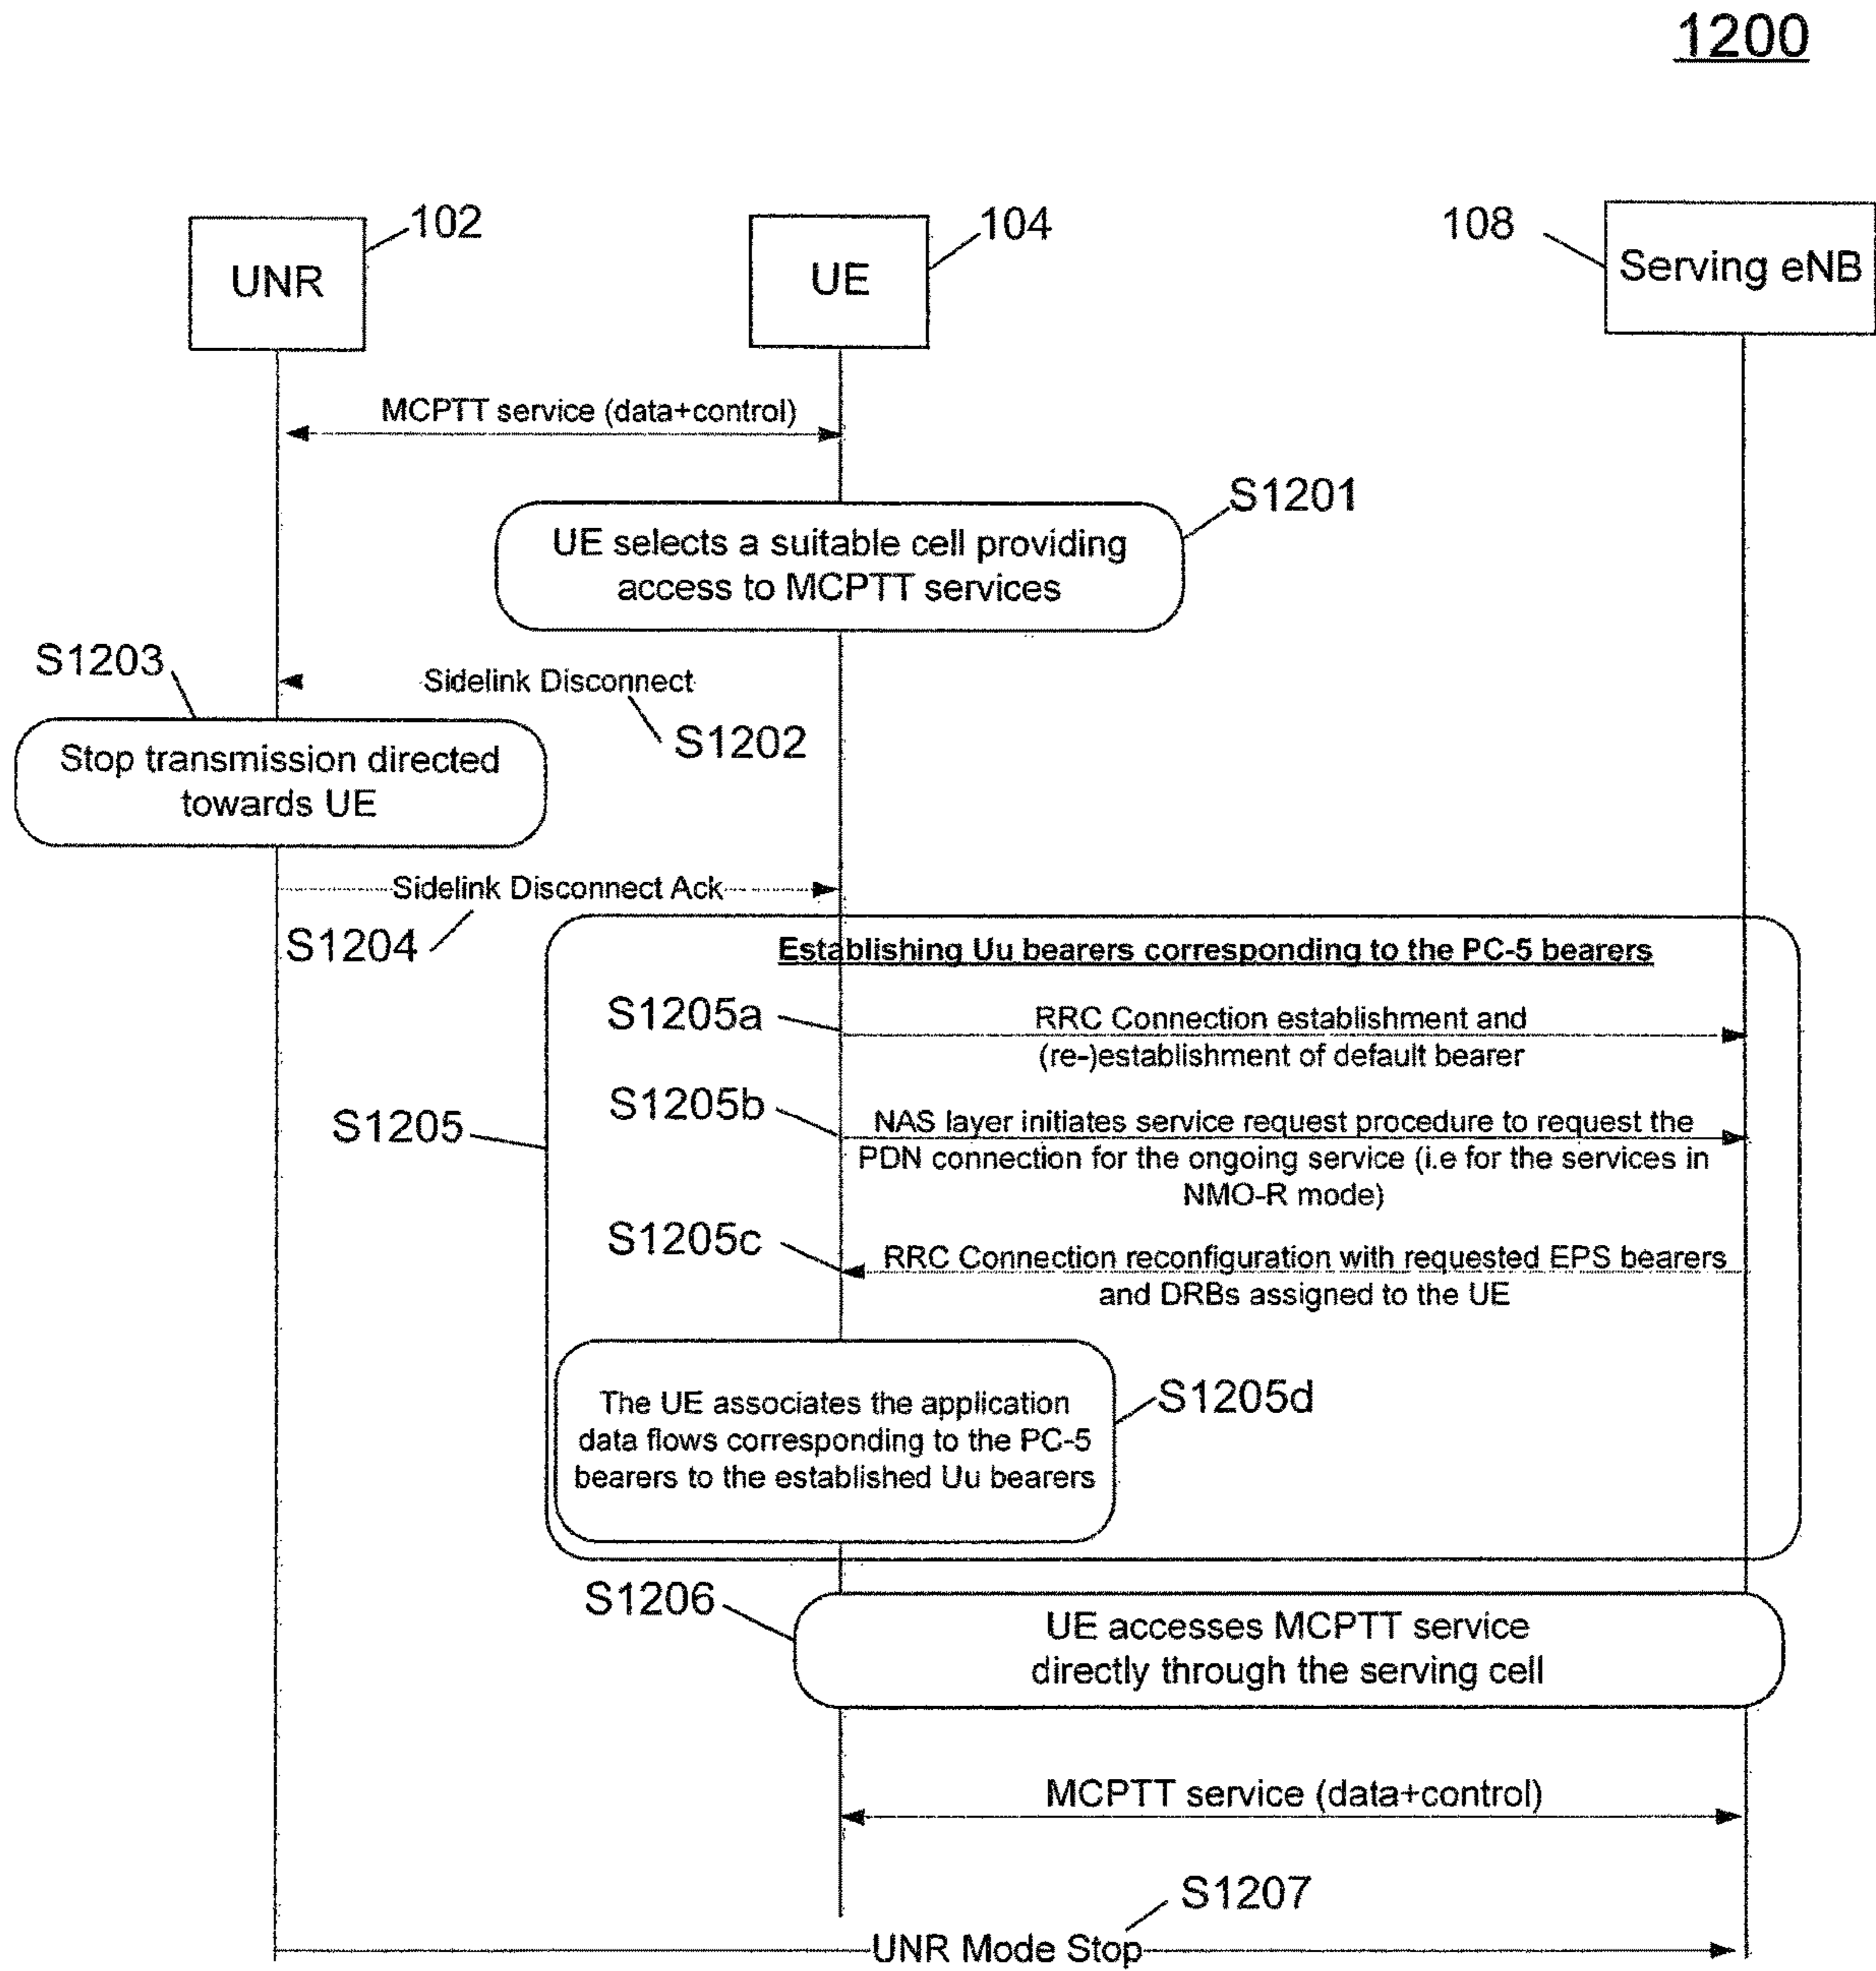 1200
102
104
108
UNR
UE
Serving eNB
MCPTT service (data+control)
S1201
UE selects a suitable cell providing
access to MCPTT services
S1203
Sidelink Disconnect
S1202
Stop transmission directed
towards UE
Sidelink Disconnect Ack
S1204
Establishing Uu bearers corresponding to the PC-5 bearers
S1205a
RRC Connection establishment and
(re-)establishment of default bearer
S1205b
S1205
NAS layer initiates service request procedure to request the
PDN connection for the ongoing service (i.e for the services in
NMO-R mode)
S1205c
RRC Connection reconfiguration with requested EPS bearers
and DRBs assigned to the UE
The UE associates the application
data flows corresponding to the PC-5
bearers to the established Uu bearers
S1205d
S1206
UE accesses MCPTT service
directly through the serving cell
MCPTT service (data+control)
S1207
UNR Mode Stop